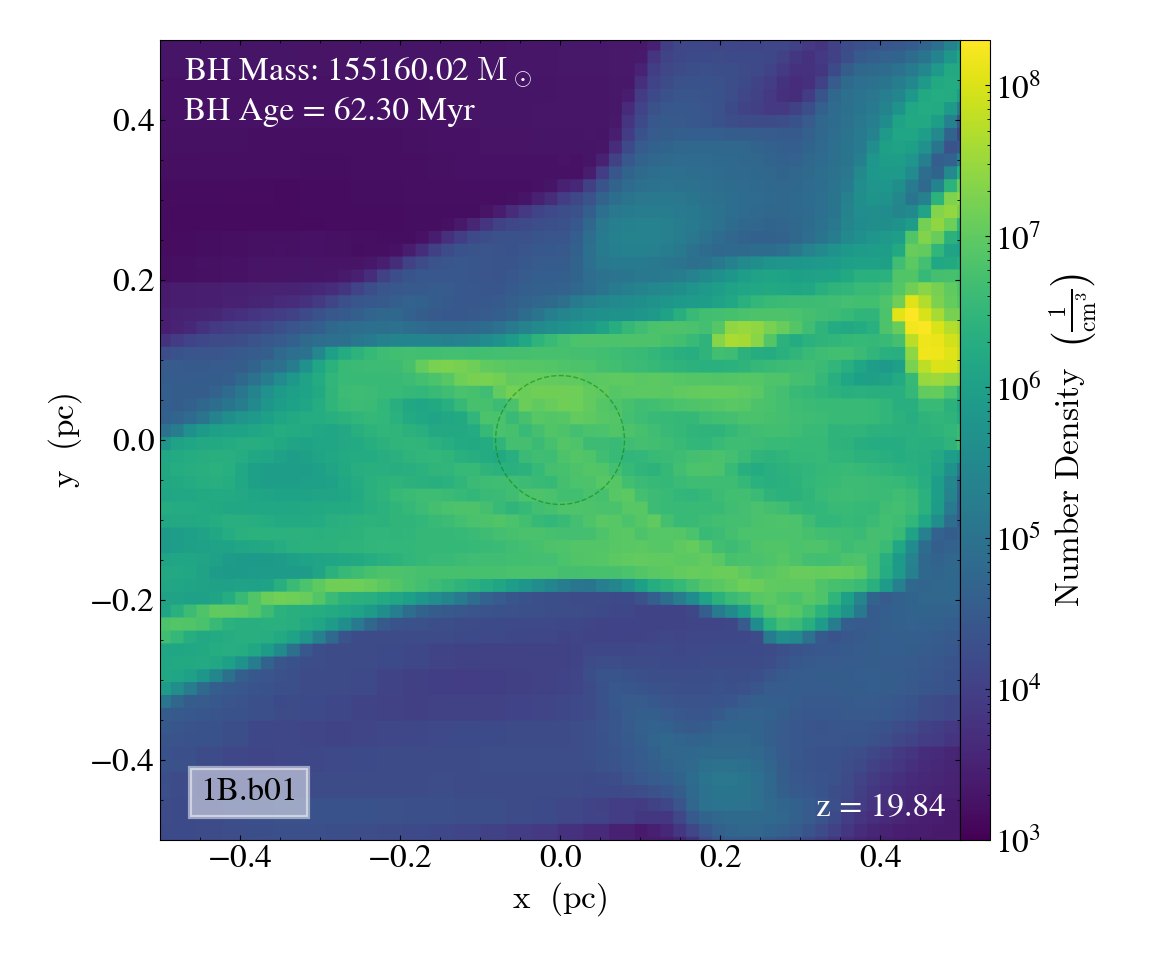 BH Mass: 155160.02 M⊙
BH Age = 62.30 Myr
1B.b01
z = 19.84
0.4
0.2
0.0
−0.2
−0.4
y (pc)
−0.4 −0.2 0.0 0.2 0.4
x (pc)
10⁸
10⁷
10⁶
10⁵
10⁴
10³
Number Density (1/cm³)